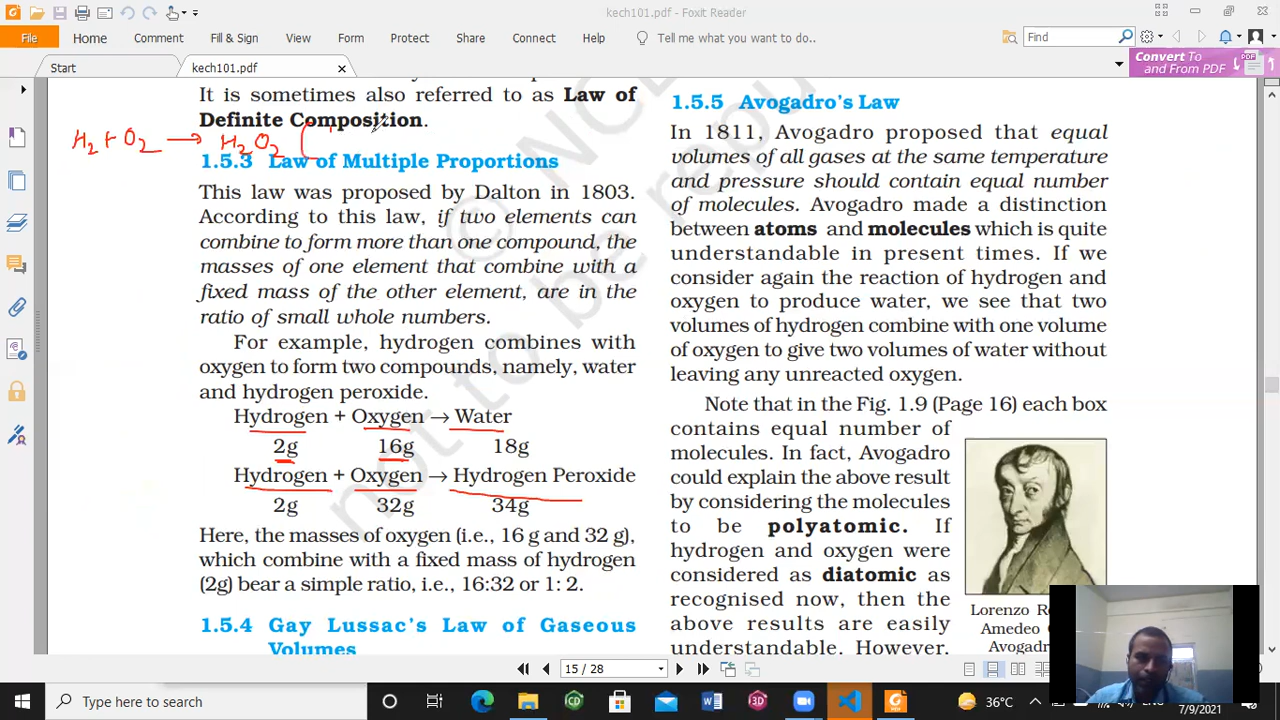 kech101.pdf - Foxit Reader
File Home Comment Fill & Sign View Form Protect Share Connect Help Tell me what you want to do.. Find
Start kech101.pdf Convert To and From PDF
It is sometimes also referred to as Law of
Definite Composition.
H2 + O2 → H2O2 (
1.5.3 Law of Multiple Proportions
This law was proposed by Dalton in 1803.
According to this law, if two elements can
combine to form more than one compound, the
masses of one element that combine with a
fixed mass of the other element, are in the
ratio of small whole numbers.
For example, hydrogen combines with
oxygen to form two compounds, namely, water
and hydrogen peroxide.
Hydrogen + Oxygen → Water
2g 16g 18g
Hydrogen + Oxygen → Hydrogen Peroxide
2g 32g 34g
Here, the masses of oxygen (i.e., 16 g and 32 g),
which combine with a fixed mass of hydrogen
(2g) bear a simple ratio, i.e., 16:32 or 1: 2.
1.5.4 Gay Lussac's Law of Gaseous
Volumes
1.5.5 Avogadro's Law
In 1811, Avogadro proposed that equal
volumes of all gases at the same temperature
and pressure should contain equal number
of molecules. Avogadro made a distinction
between atoms and molecules which is quite
understandable in present times. If we
consider again the reaction of hydrogen and
oxygen to produce water, we see that two
volumes of hydrogen combine with one volume
of oxygen to give two volumes of water without
leaving any unreacted oxygen.
Note that in the Fig. 1.9 (Page 16) each box
contains equal number of
molecules. In fact, Avogadro
could explain the above result
by considering the molecules
to be polyatomic. If
hydrogen and oxygen were
considered as diatomic as
recognised now, then the
above results are easily
understandable. However,
Lorenzo
Amedeo
Avogadro
© NC
not to be repu
15 / 28
Type here to search
36°C
ENG
7/9/2021